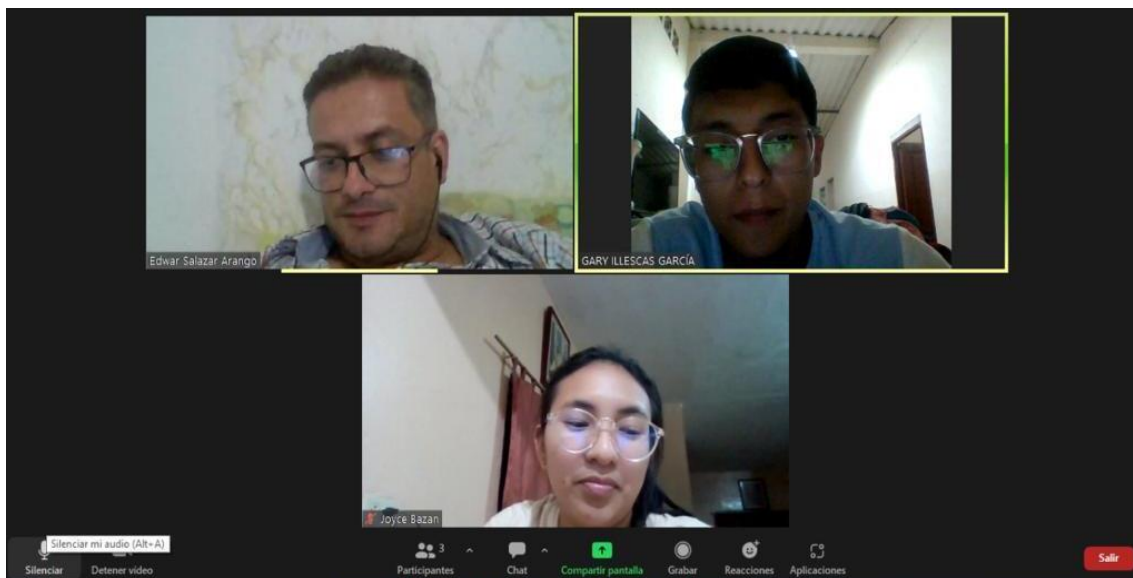 Edwar Salazar Arango
GARY ILLESCAS GARCÍA
Joyce Bazan
Silenciar mi audio (Alt+A)
Silenciar
Detener video
Participantes
3
Chat
Compartir pantalla
Grabar
Reacciones
Aplicaciones
Salir